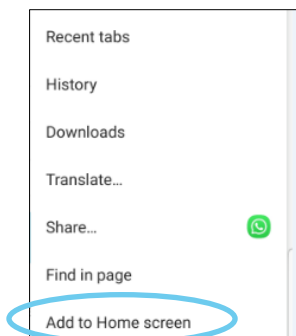 Recent tabs
History
Downloads
Translate...
Share...
Find in page
Add to Home screen